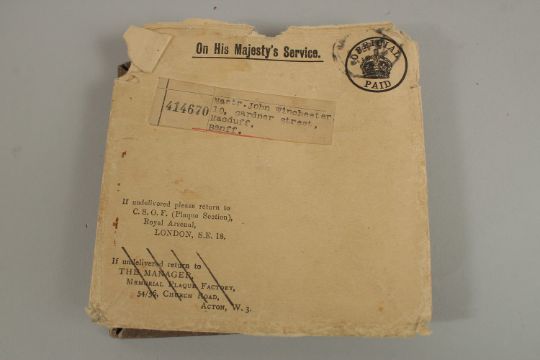 On His Majesty's Service.
OFFICIAL
PAID
414670
Mastr. John Winchester
10, Gardner Street,
Macduff.
Banff.
If undelivered please return to
C. S. O. F. (Plaque Section),
Royal Arsenal,
LONDON, S.E. 18.
If undelivered return to
THE MANAGER,
MEMORIAL PLAQUE FACTORY,
54/56, CHURCH ROAD,
ACTON, W. 3.